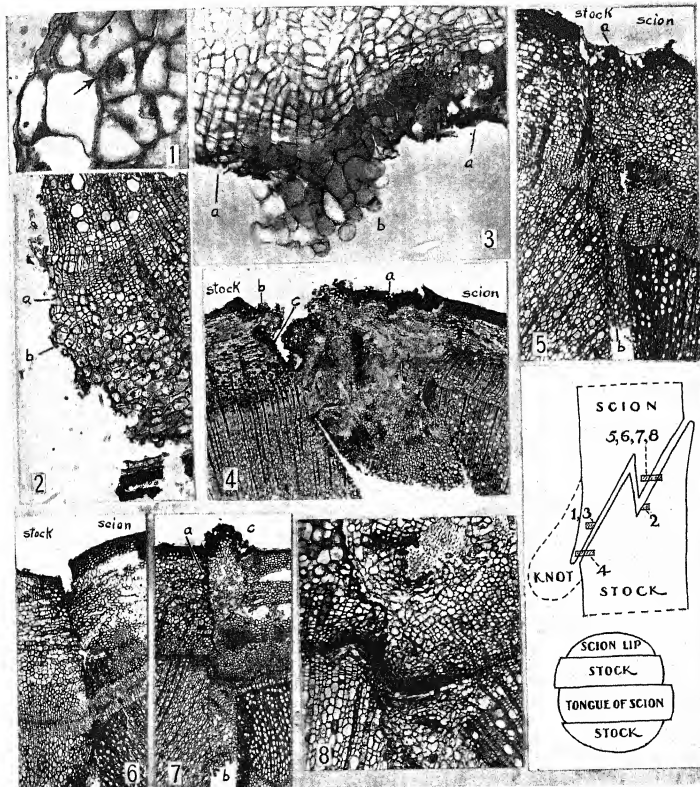 1
a
a
b
3
stock
scion
a
5
b
a
b
2
stock
b
c
a
scion
4
stock
scion
6
a
c
7
b
8
SCION
5,6,7,8
1,3
2
KNOT
4
STOCK
SCION LIP
STOCK
TONGUE OF SCION
STOCK